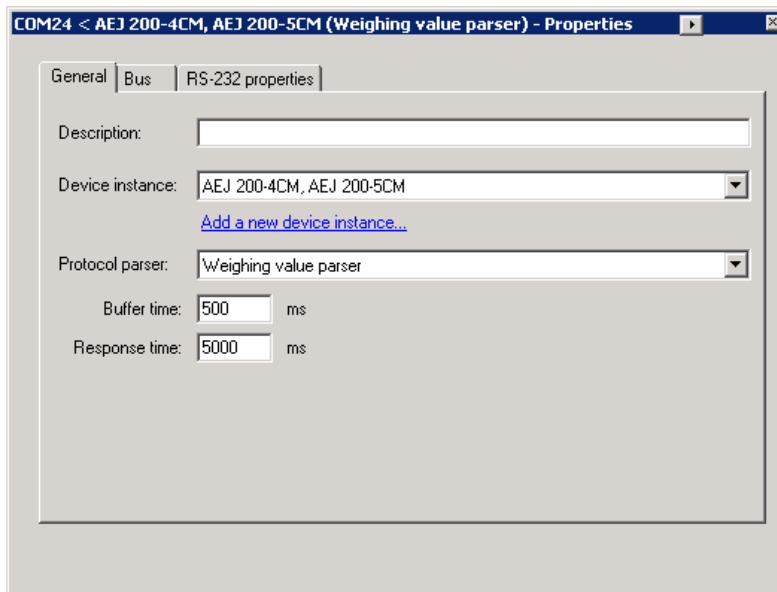 COM24 < AEJ 200-4CM, AEJ 200-5CM (Weighing value parser) - Properties
General Bus RS-232 properties
Description:
Device instance: AEJ 200-4CM, AEJ 200-5CM
Add a new device instance...
Protocol parser: Weighing value parser
Buffer time: 500 ms
Response time: 5000 ms